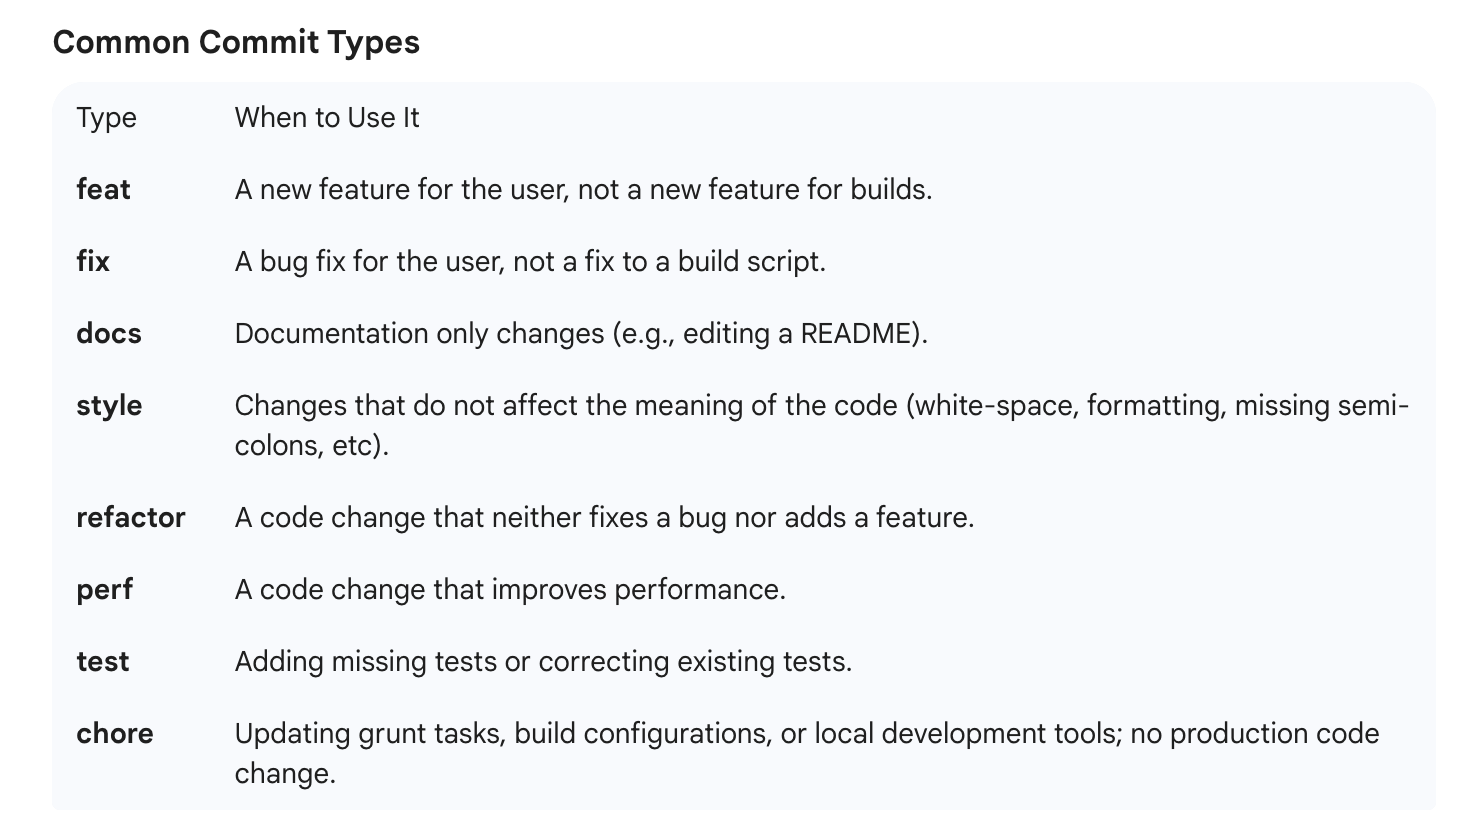 Common Commit Types
Type When to Use It
feat A new feature for the user, not a new feature for builds.
fix A bug fix for the user, not a fix to a build script.
docs Documentation only changes (e.g., editing a README).
style Changes that do not affect the meaning of the code (white-space, formatting, missing semi-
colons, etc).
refactor A code change that neither fixes a bug nor adds a feature.
perf A code change that improves performance.
test Adding missing tests or correcting existing tests.
chore Updating grunt tasks, build configurations, or local development tools; no production code
change.